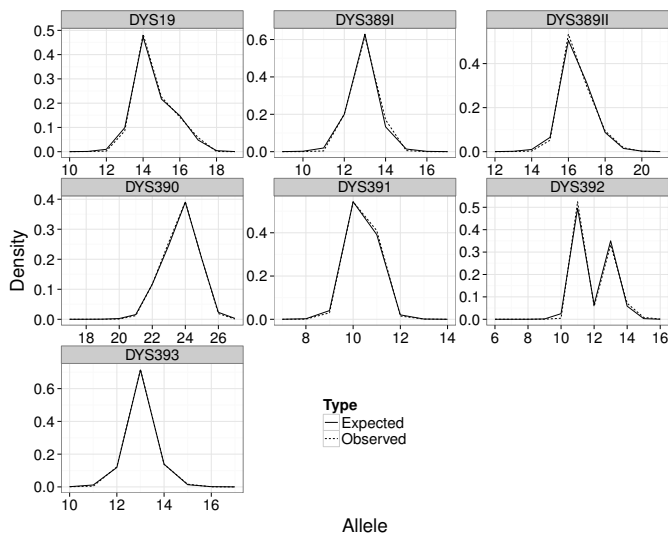 DYS19 DYS389I DYS389II
0.5
0.4
0.3
0.2
0.1
0.0
10 12 14 16 18
0.6
0.4
0.2
0.0
10 12 14 16
0.4
0.2
0.0
12 14 16 18 20
DYS390 DYS391 DYS392
0.4
0.3
0.2
0.1
0.0
18 20 22 24 26
0.4
0.2
0.0
8 10 12 14
0.5
0.4
0.3
0.2
0.1
0.0
6 8 10 12 14 16
DYS393
0.6
0.4
0.2
0.0
10 12 14 16
Density
Type
Expected
Observed
Allele